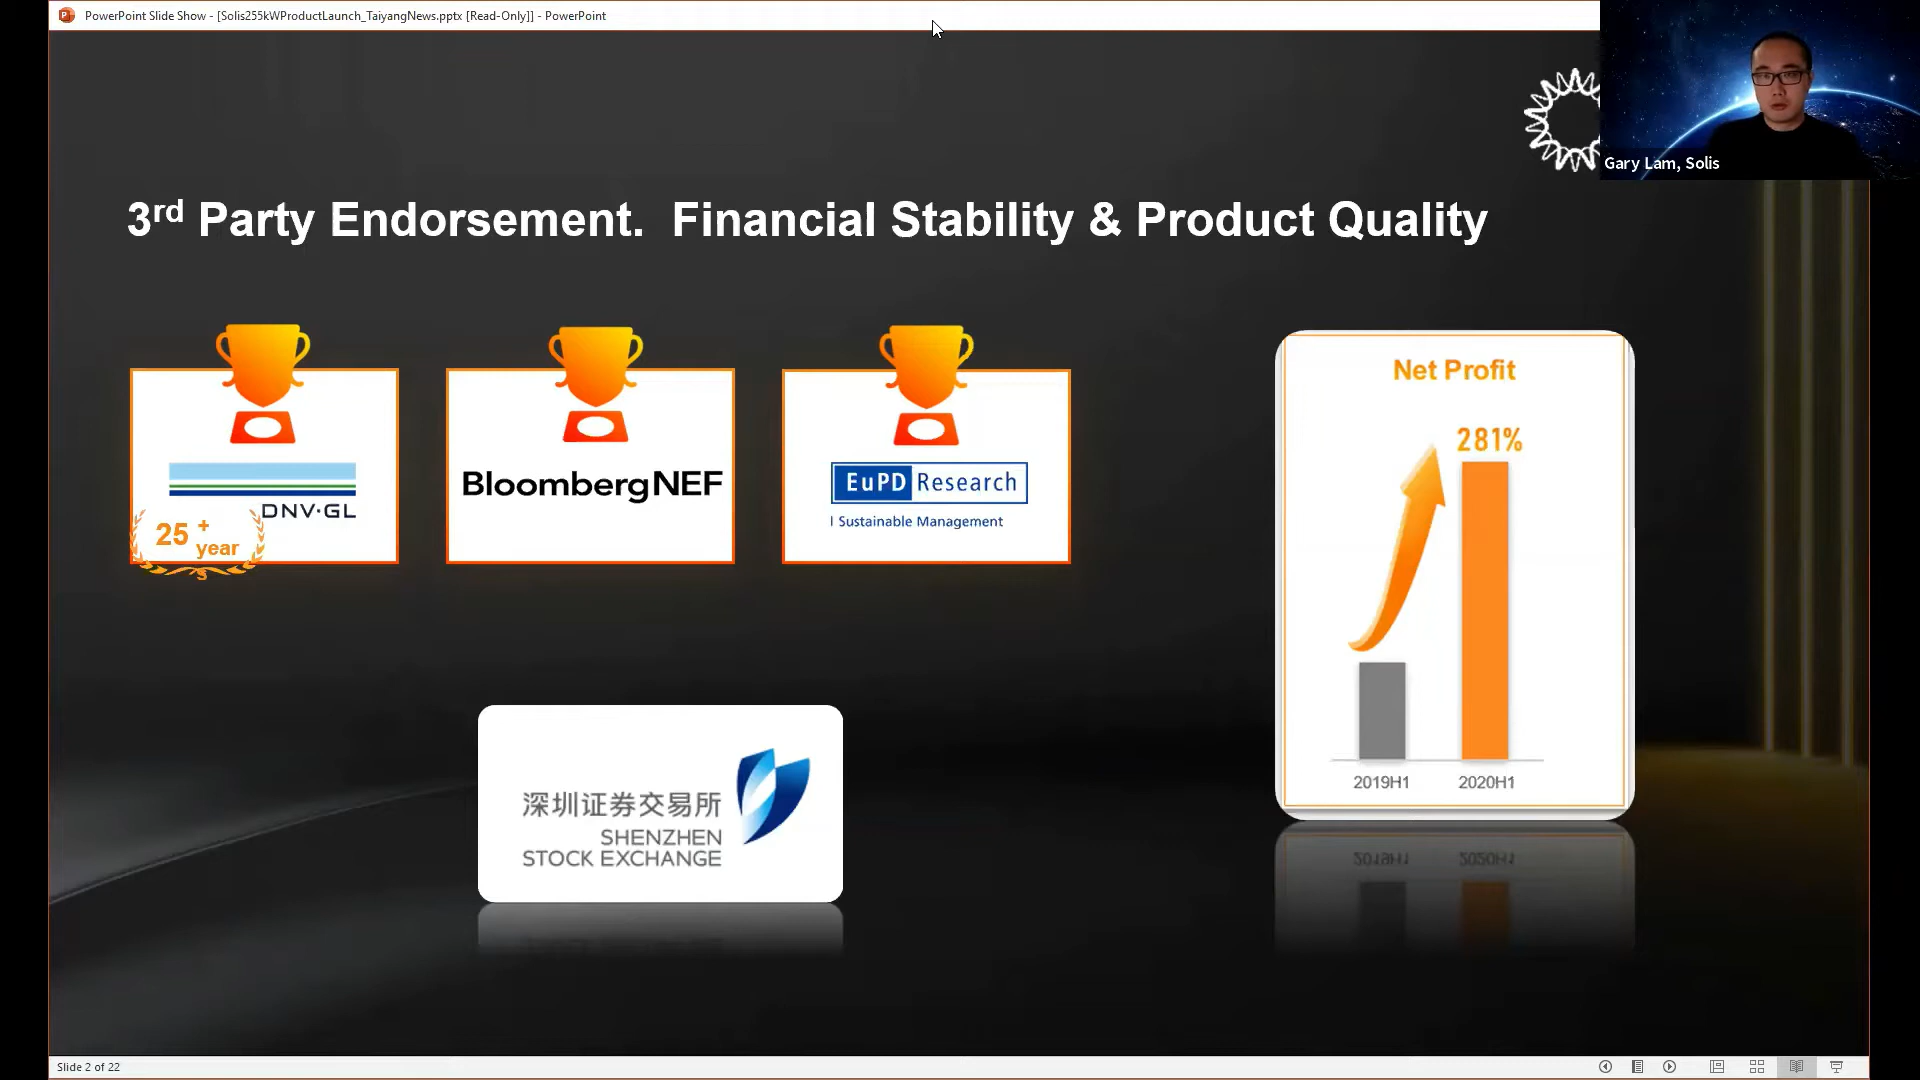 PowerPoint Slide Show - [Solis255kWProductLaunch_TaiyangNews.pptx [Read-Only]] - PowerPoint
Gary Lam, Solis
3rd Party Endorsement. Financial Stability & Product Quality
DNV·GL
25 + year
BloombergNEF
EuPD Research
Sustainable Management
Net Profit
281%
2019H1 2020H1
深圳证券交易所
SHENZHEN
STOCK EXCHANGE
Slide 2 of 22